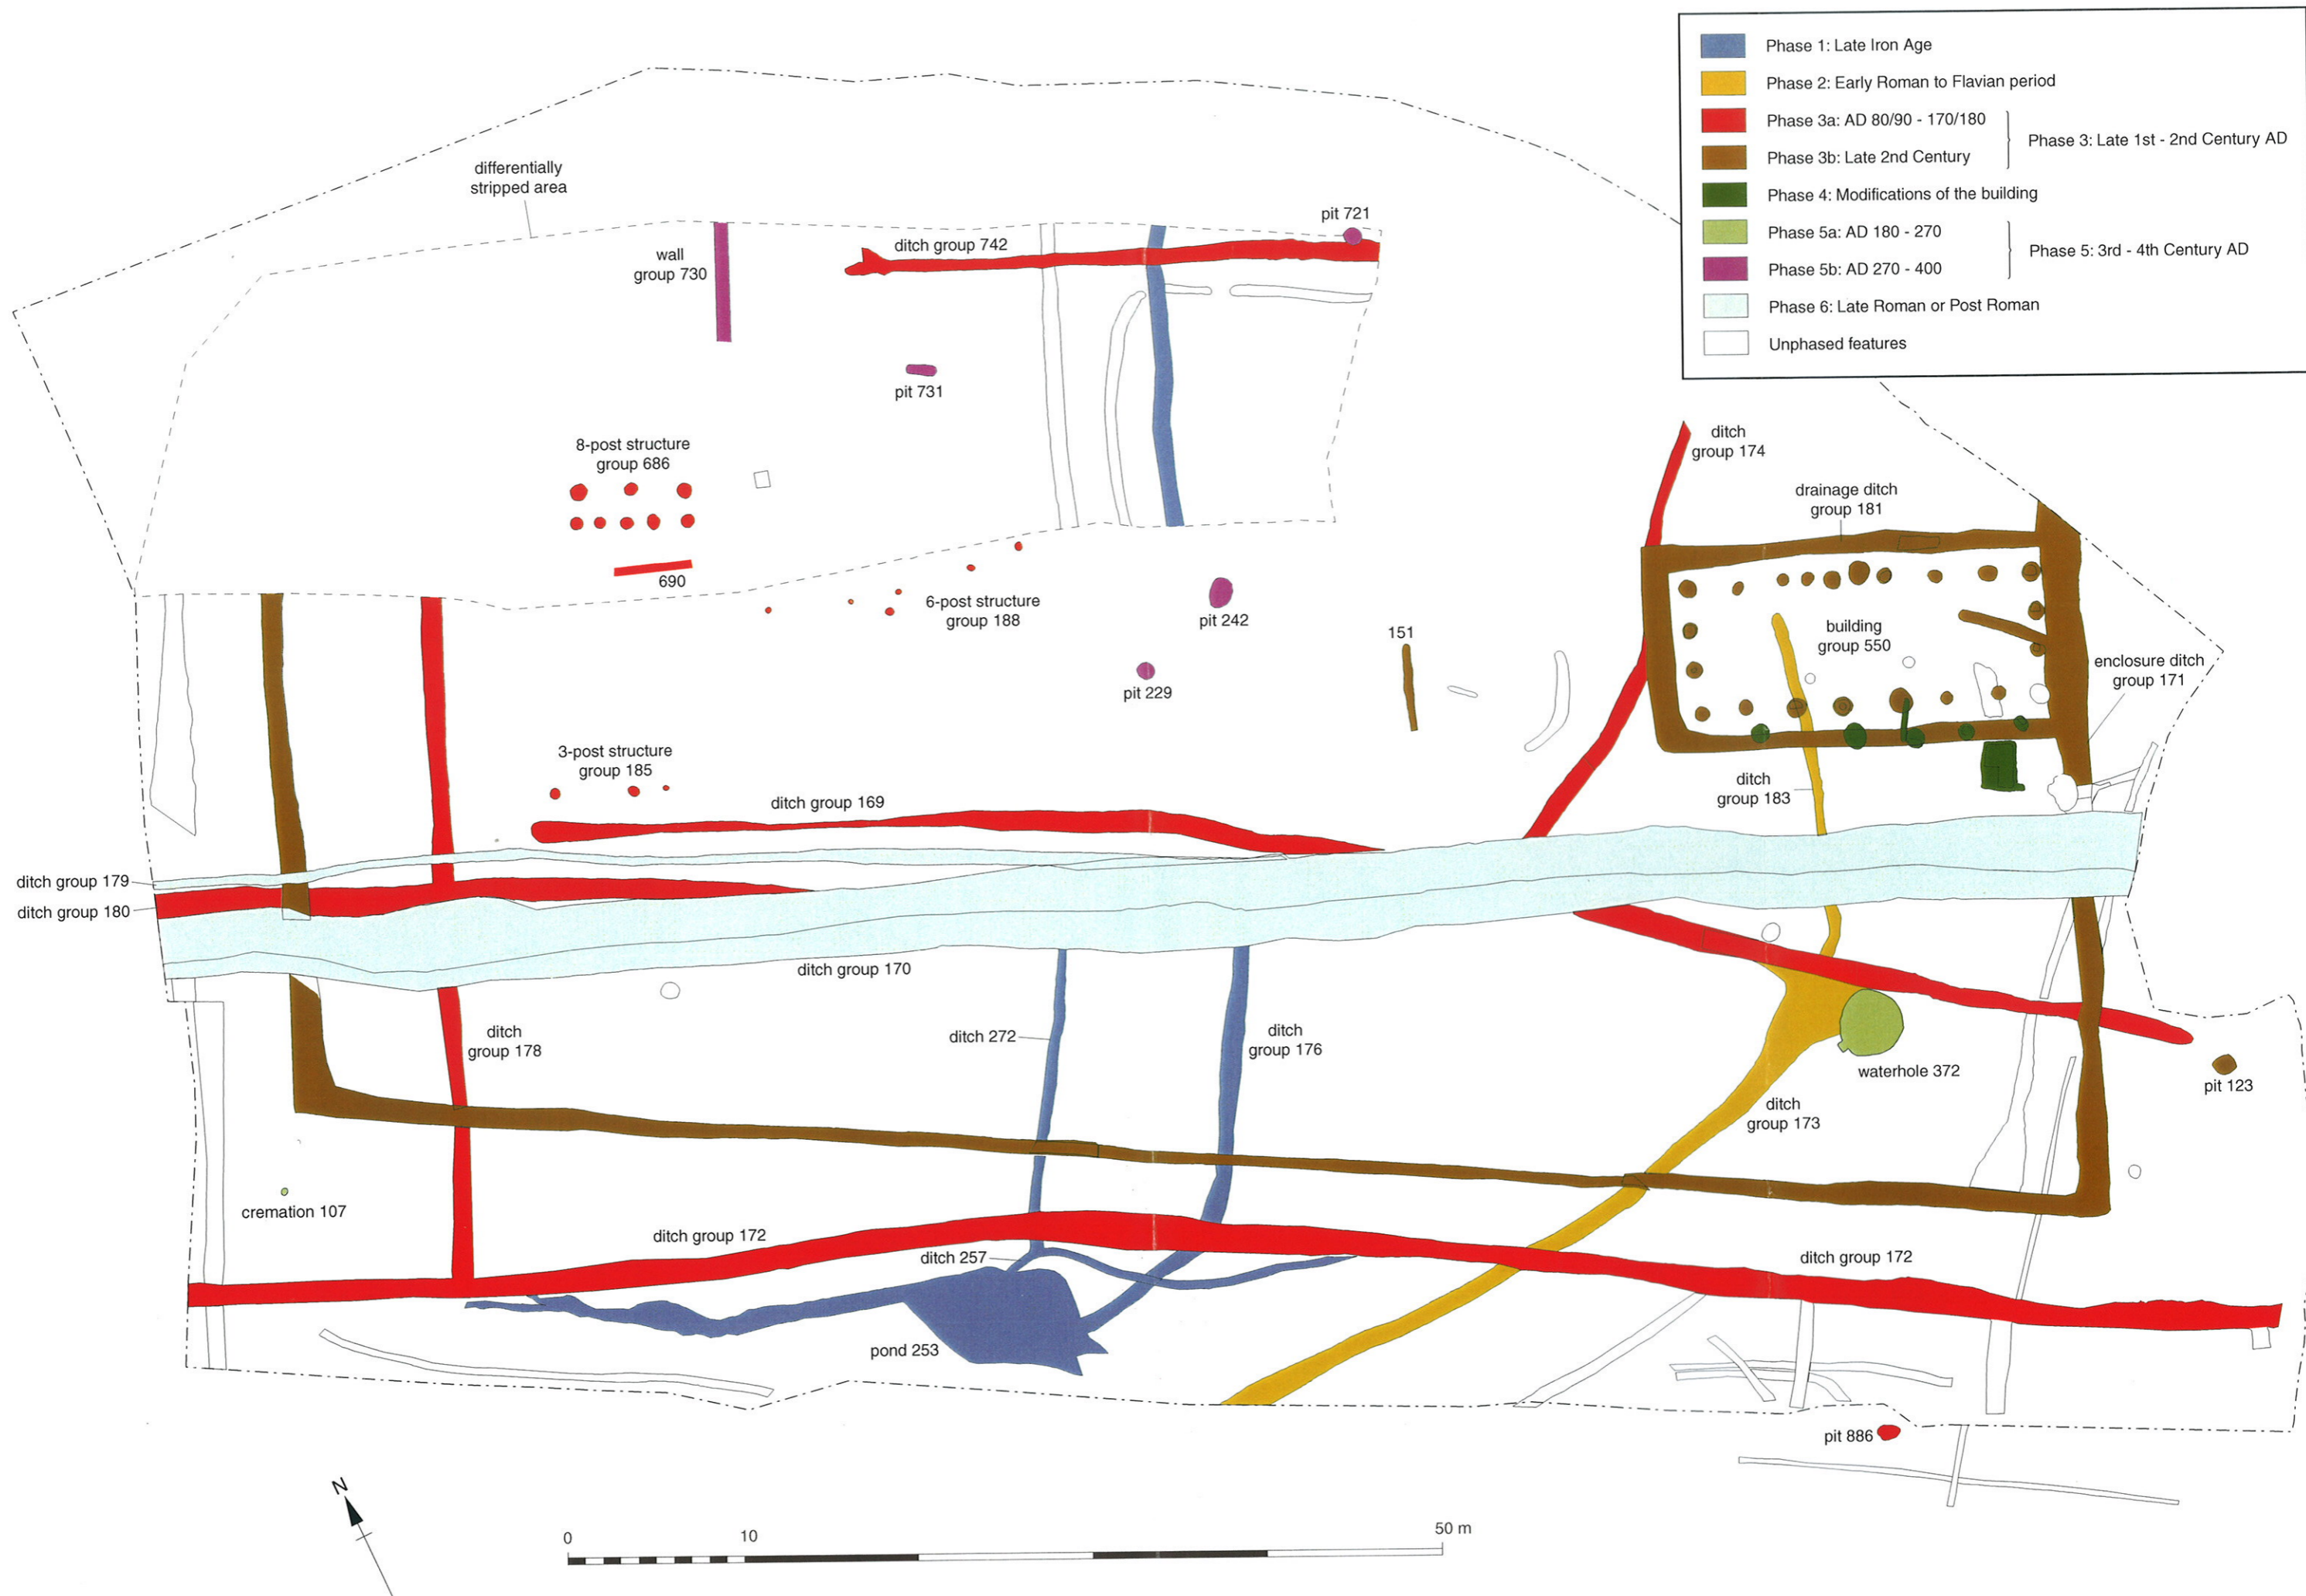 Phase 1: Late Iron Age
Phase 2: Early Roman to Flavian period
Phase 3a: AD 80/90 - 170/180
Phase 3b: Late 2nd Century
Phase 3: Late 1st - 2nd Century AD
Phase 4: Modifications of the building
Phase 5a: AD 180 - 270
Phase 5b: AD 270 - 400
Phase 5: 3rd - 4th Century AD
Phase 6: Late Roman or Post Roman
Unphased features
differentially
stripped area
wall
group 730
ditch group 742
pit 721
pit 731
8-post structure
group 686
690
6-post structure
group 188
pit 242
pit 229
151
ditch
group 174
drainage ditch
group 181
building
group 550
enclosure ditch
group 171
3-post structure
group 185
ditch group 169
ditch
group 183
ditch group 179
ditch group 180
ditch group 170
ditch
group 178
ditch 272
ditch
group 176
waterhole 372
pit 123
ditch
group 173
cremation 107
ditch group 172
ditch 257
ditch group 172
pond 253
pit 886
N
0
10
50 m